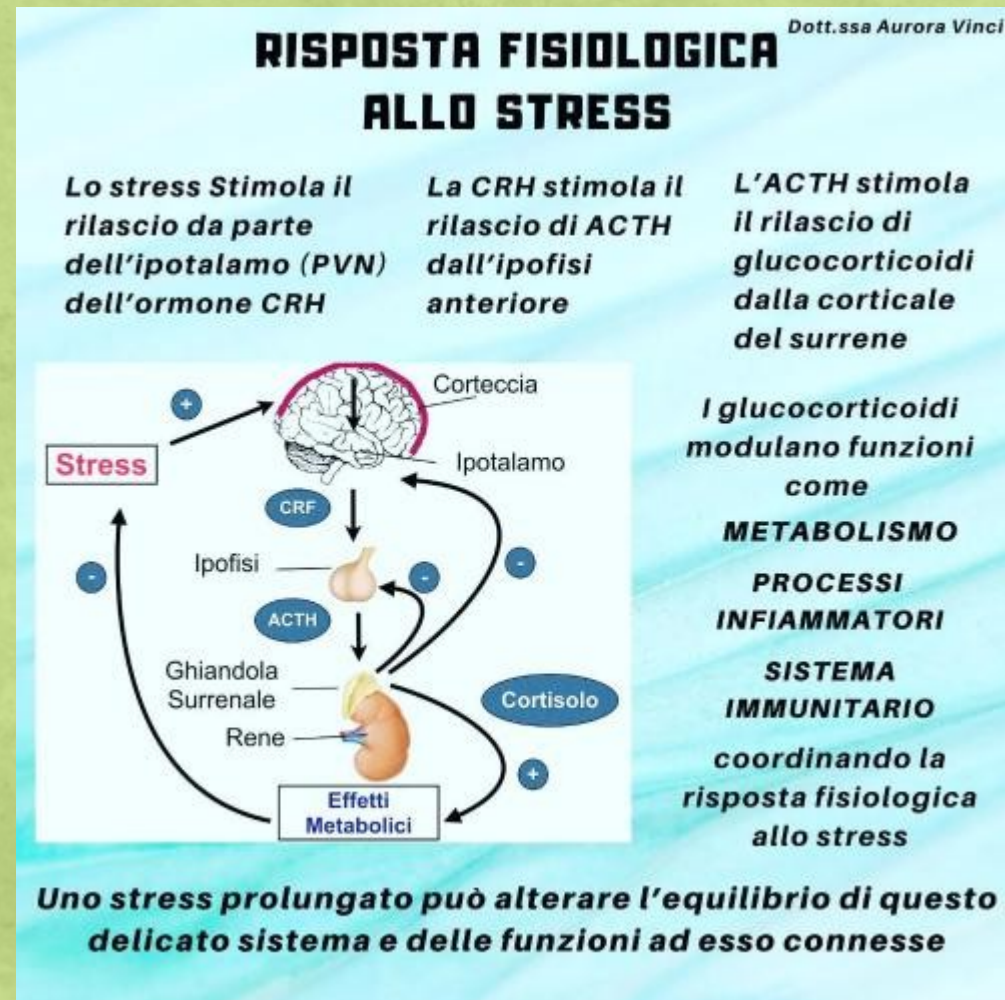 Dott.ssa Aurora Vinci
RISPOSTA FISIOLOGICA
ALLO STRESS
Lo stress Stimola il
rilascio da parte
dell'ipotalamo (PVN)
dell'ormone CRH
La CRH stimola il
rilascio di ACTH
dall'ipofisi
anteriore
L'ACTH stimola
il rilascio di
glucocorticoidi
dalla corticale
del surrene
+
Corteccia
Stress
Ipotalamo
CRF
Ipofisi
-
-
-
ACTH
Ghiandola
Surrenale
Cortisolo
Rene
+
Effetti
Metabolici
I glucocorticoidi
modulano funzioni
come
METABOLISMO
PROCESSI
INFIAMMATORI
SISTEMA
IMMUNITARIO
coordinando la
risposta fisiologica
allo stress
Uno stress prolungato può alterare l'equilibrio di questo
delicato sistema e delle funzioni ad esso connesse